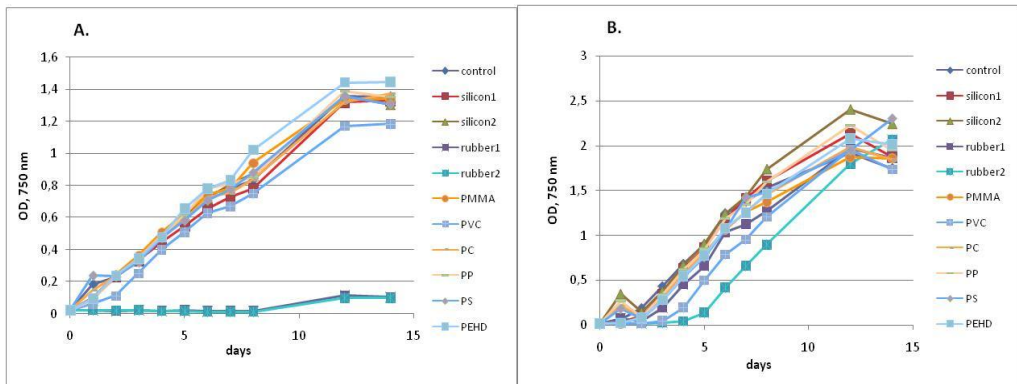 A.
OD, 750 nm
1.6
1.4
1.2
1
0.8
0.6
0.4
0.2
0
0 5 10 15
days
control
silicon1
silicon2
rubber1
rubber2
PMMA
PVC
PC
PP
PS
PEHD
B.
OD, 750 nm
3
2.5
2
1.5
1
0.5
0
0 5 10 15
days
control
silicon1
silicon2
rubber1
rubber2
PMMA
PVC
PC
PP
PS
PEHD